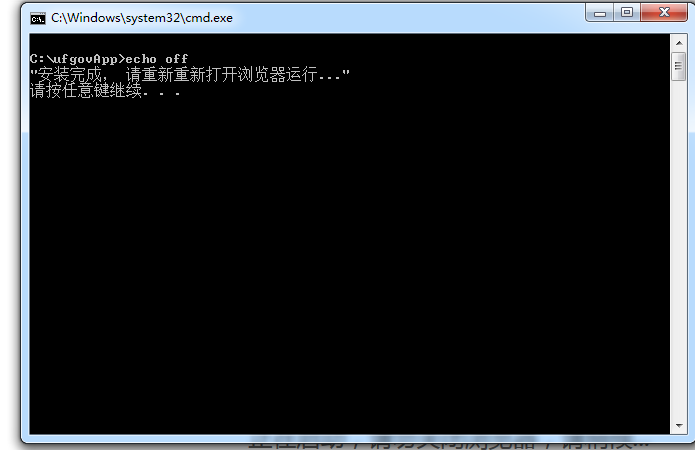 C:\Windows\system32\cmd.exe
C:\ufgovApp>echo off
"安装完成， 请重新重新打开浏览器运行..."
请按任意键继续. . .